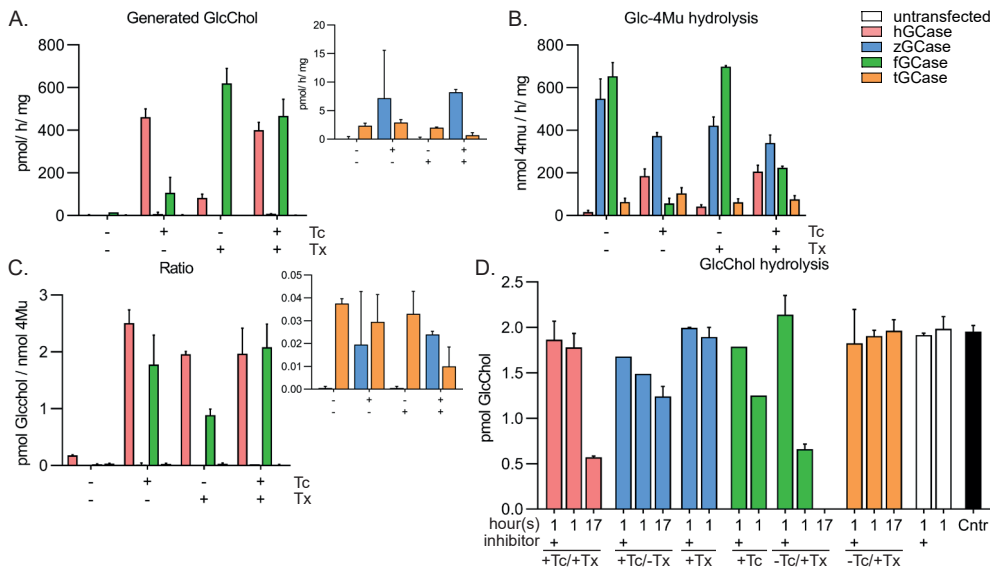 A.
Generated GlcChol
pmol/ h/ mg
800
600
400
200
0
- + - + Tc
- - + + Tx
pmol/ h/ mg
20
15
10
5
0
- + - +
- - + +
B.
Glc-4Mu hydrolysis
nmol 4mu / h/ mg
800
600
400
200
0
- + - + Tc
- - + + Tx
untransfected
hGCase
zGCase
fGCase
tGCase
C.
Ratio
pmol Glcchol / nmol 4Mu
3
2
1
0
- + - + Tc
- - + + Tx
0.05
0.04
0.03
0.02
0.01
0.00
- + - +
- - + +
D.
GlcChol hydrolysis
pmol GlcChol
2.5
2.0
1.5
1.0
0.5
0.0
hour(s) 1 1 17 1 1 17 1 1 1 1 1 1 17 1 1 17 1 1 Cntr
inhibitor + + + + + + +
+Tc/+Tx +Tc/-Tx +Tx +Tc -Tc/+Tx -Tc/+Tx